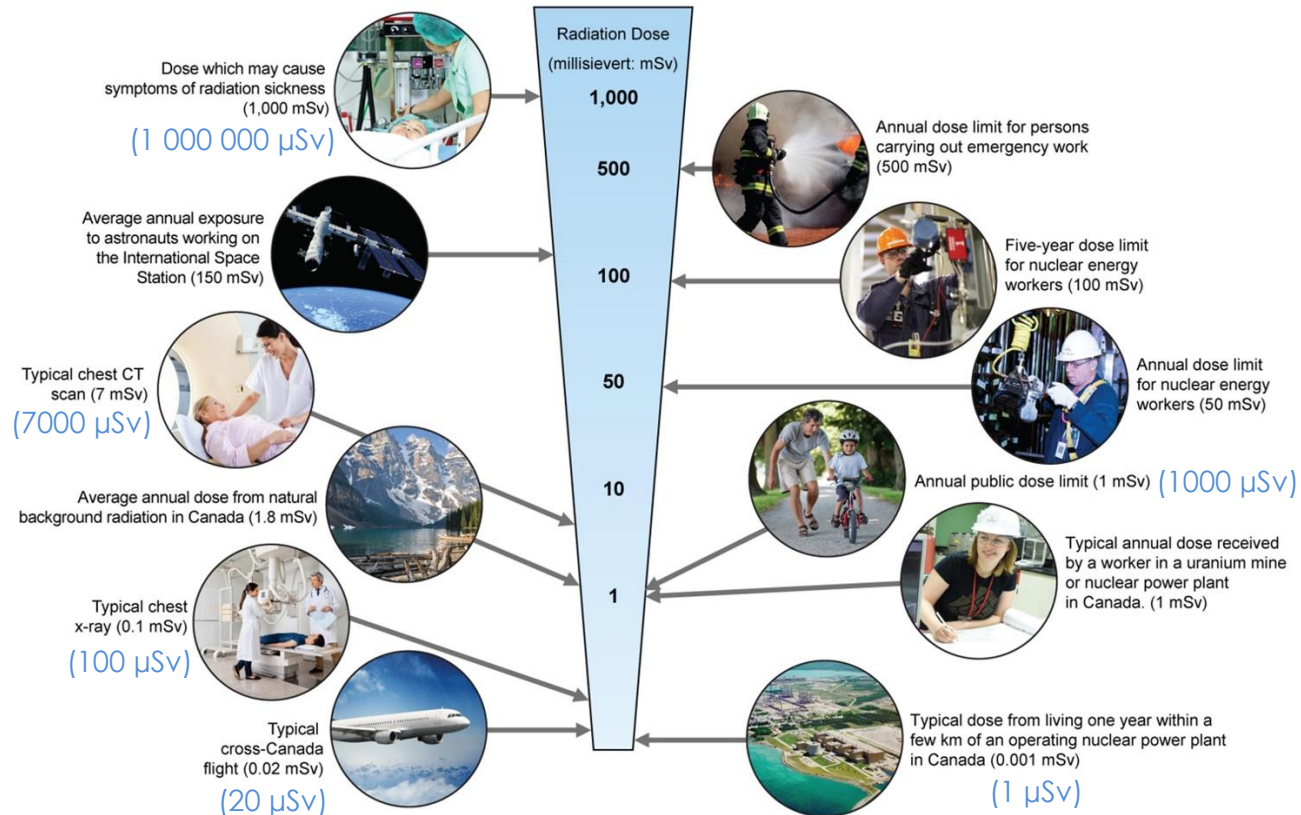 Radiation Dose
(millisievert: mSv)
1,000
500
100
50
10
1
Dose which may cause
symptoms of radiation sickness
(1,000 mSv)
(1 000 000 µSv)
Average annual exposure
to astronauts working on
the International Space
Station (150 mSv)
Typical chest CT
scan (7 mSv)
(7000 µSv)
Average annual dose from natural
background radiation in Canada (1.8 mSv)
Typical chest
x-ray (0.1 mSv)
(100 µSv)
Typical
cross-Canada
flight (0.02 mSv)
(20 µSv)
Annual dose limit for persons
carrying out emergency work
(500 mSv)
Five-year dose limit
for nuclear energy
workers (100 mSv)
Annual dose limit
for nuclear energy
workers (50 mSv)
Annual public dose limit (1 mSv) (1000 µSv)
Typical annual dose received
by a worker in a uranium mine
or nuclear power plant
in Canada. (1 mSv)
Typical dose from living one year within a
few km of an operating nuclear power plant
in Canada (0.001 mSv)
(1 µSv)